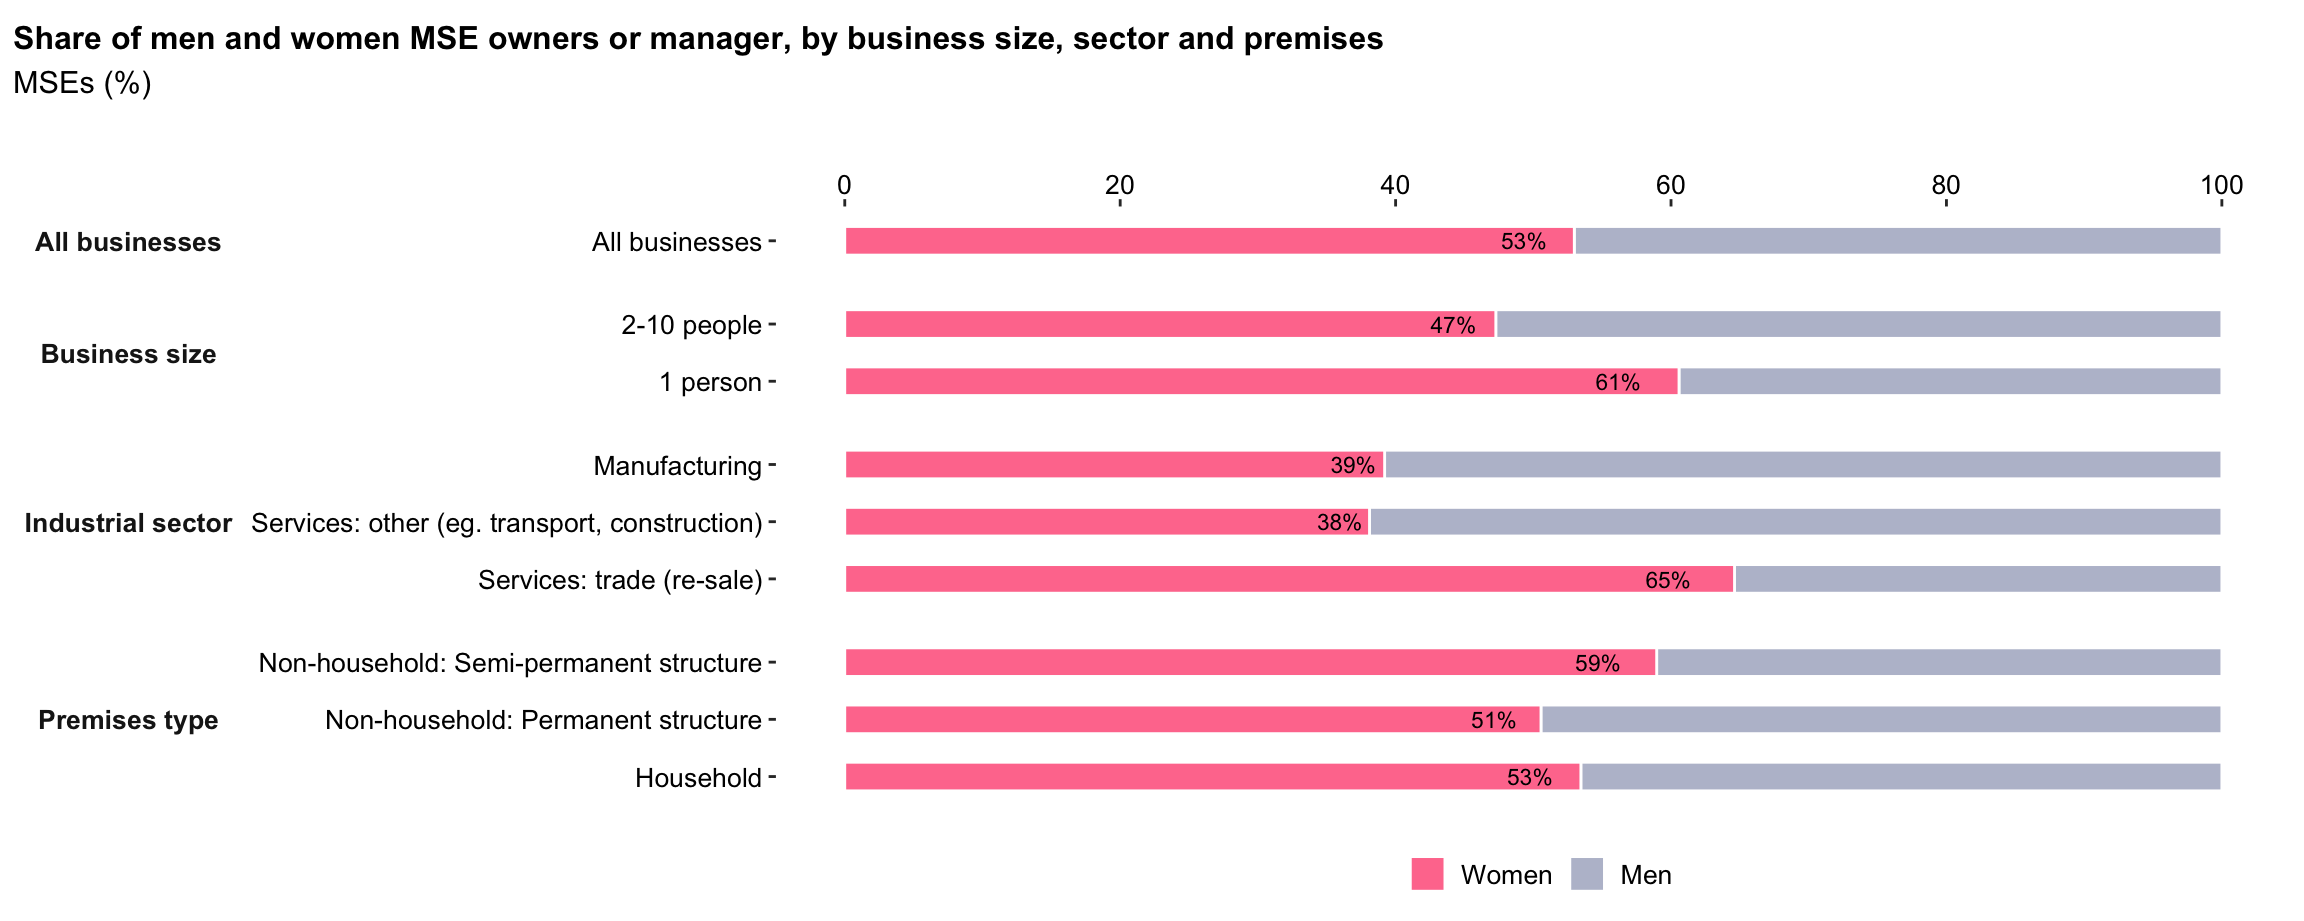 Share of men and women MSE owners or manager, by business size, sector and premises
MSEs (%)
0 20 40 60 80 100
All businesses All businesses 53%
2-10 people 47%
Business size
1 person 61%
Manufacturing 39%
Industrial sector Services: other (eg. transport, construction) 38%
Services: trade (re-sale) 65%
Non-household: Semi-permanent structure 59%
Premises type Non-household: Permanent structure 51%
Household 53%
Women Men